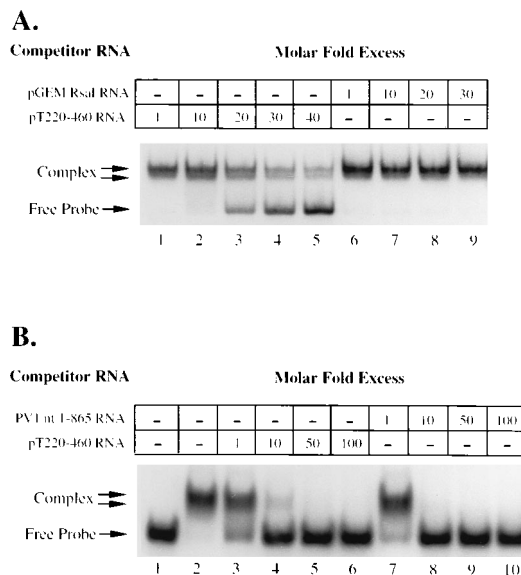 A.
Competitor RNA Molar Fold Excess
pGEM RsaI RNA - - - - - 1 10 20 30
pT220-460 RNA 1 10 20 30 40 - - - -
Complex
Free Probe
1 2 3 4 5 6 7 8 9
B.
Competitor RNA Molar Fold Excess
PV1 nt 1-865 RNA - - - - - - 1 10 50 100
pT220-460 RNA - - 1 10 50 100 - - - -
Complex
Free Probe
1 2 3 4 5 6 7 8 9 10